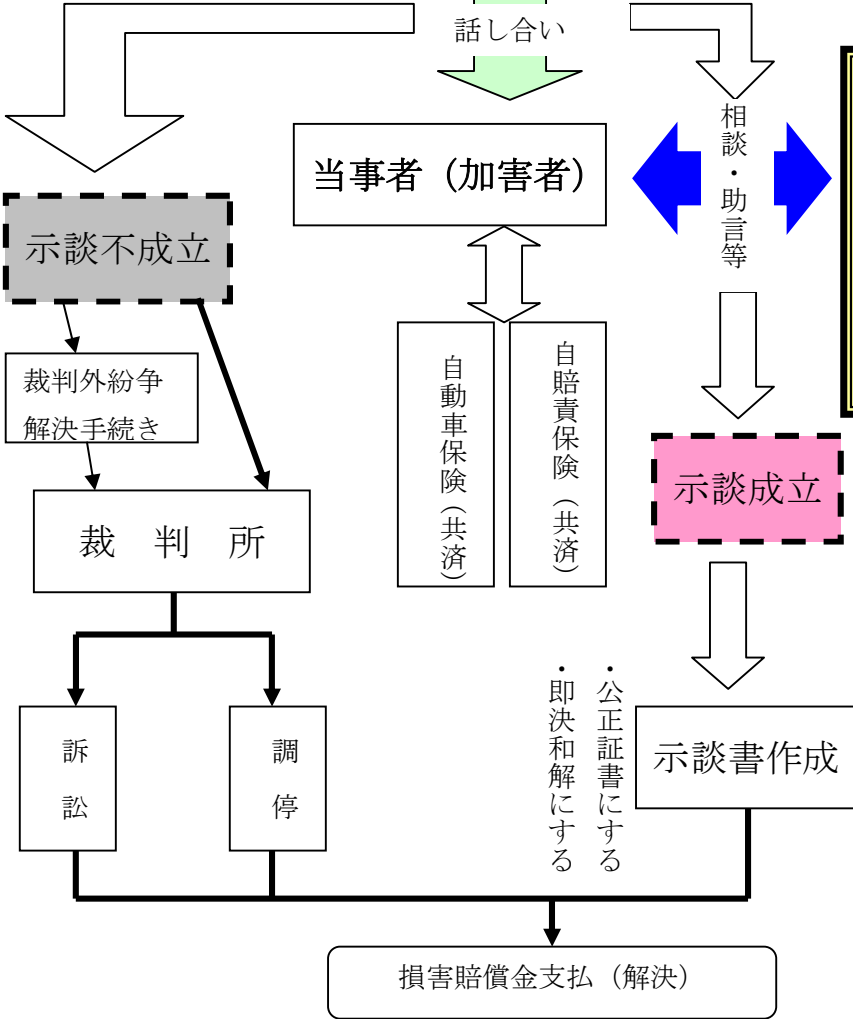 話し合い
当事者（加害者）
相談・助言等
示談不成立
裁判外紛争
解決手続き
自動車保険（共済）
自賠責保険（共済）
示談成立
裁　判　所
訴訟
調停
・公正証書にする
・即決和解にする
示談書作成
損害賠償金支払（解決）